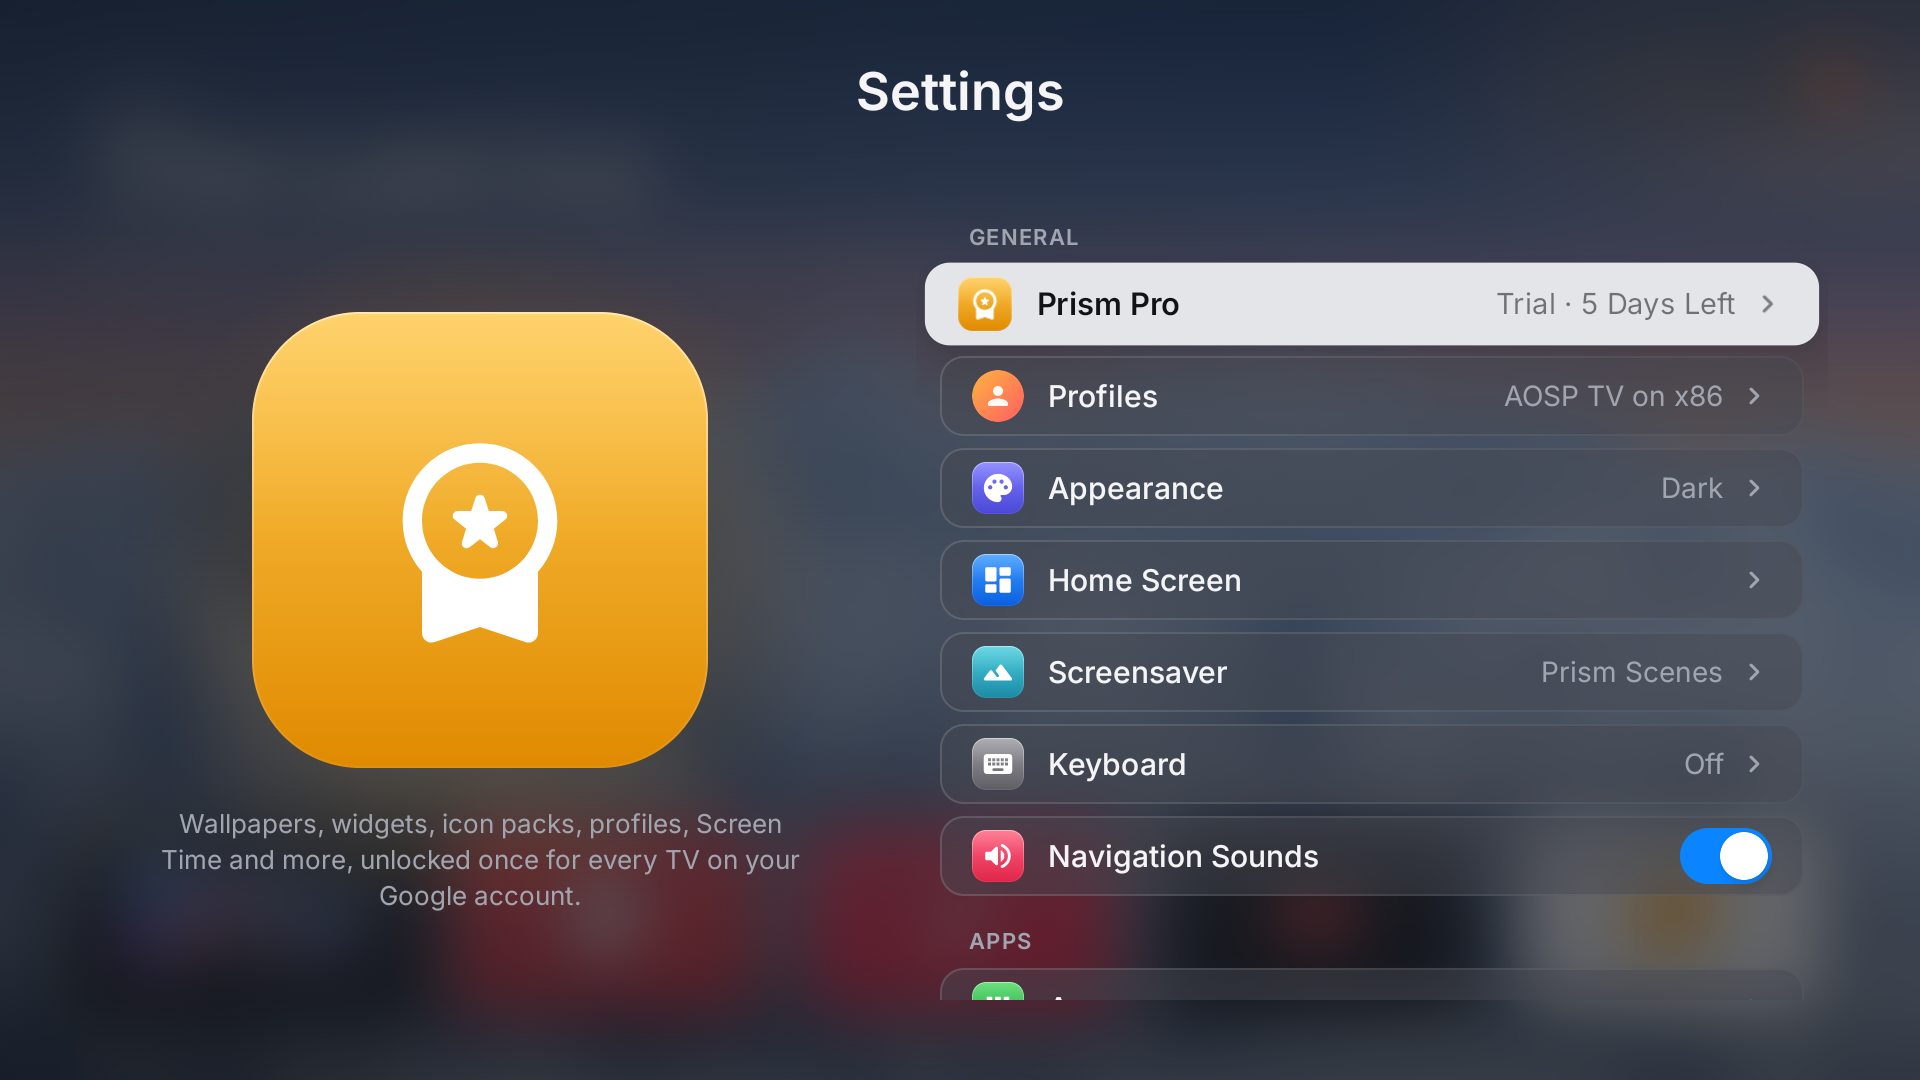 Settings
GENERAL
Prism Pro
Trial · 5 Days Left
Profiles
AOSP TV on x86
Appearance
Dark
Home Screen
Screensaver
Prism Scenes
Keyboard
Off
Navigation Sounds
APPS
Wallpapers, widgets, icon packs, profiles, Screen
Time and more, unlocked once for every TV on your
Google account.